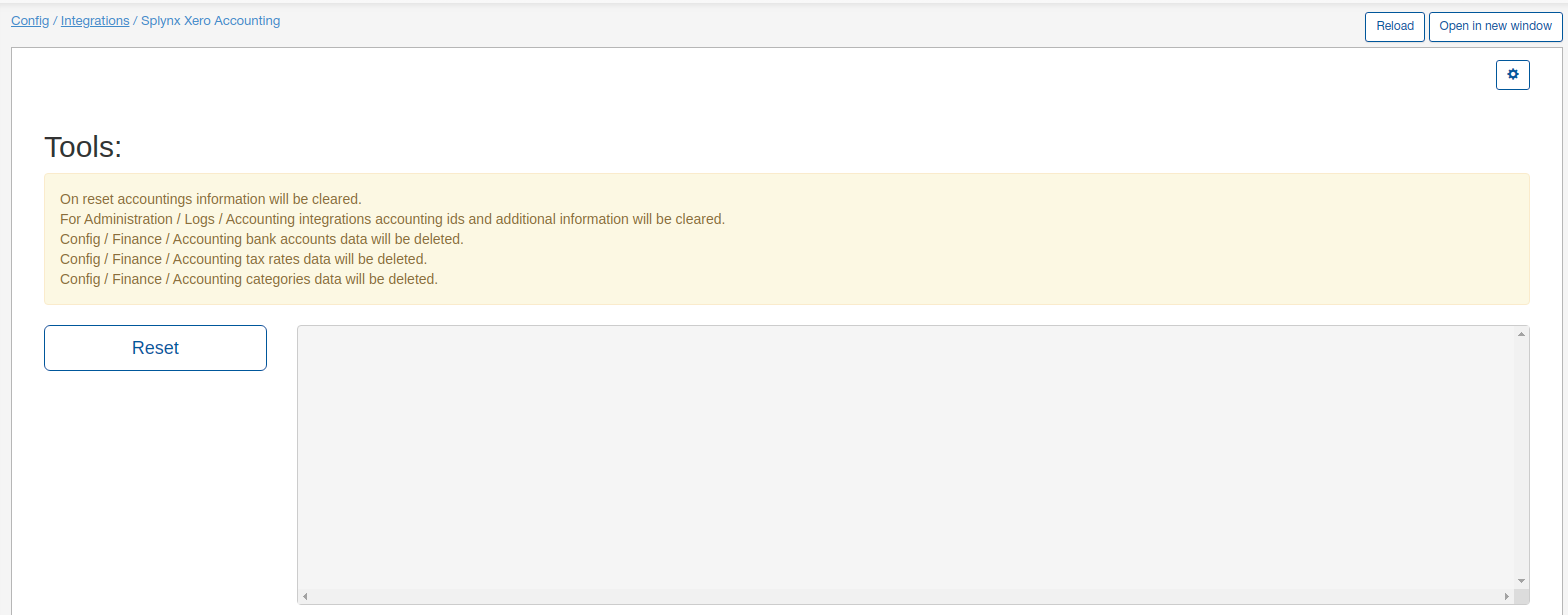 Config / Integrations / Splynx Xero Accounting
Reload
Open in new window
Tools:
On reset accountings information will be cleared.
For Administration / Logs / Accounting integrations accounting ids and additional information will be cleared.
Config / Finance / Accounting bank accounts data will be deleted.
Config / Finance / Accounting tax rates data will be deleted.
Config / Finance / Accounting categories data will be deleted.
Reset